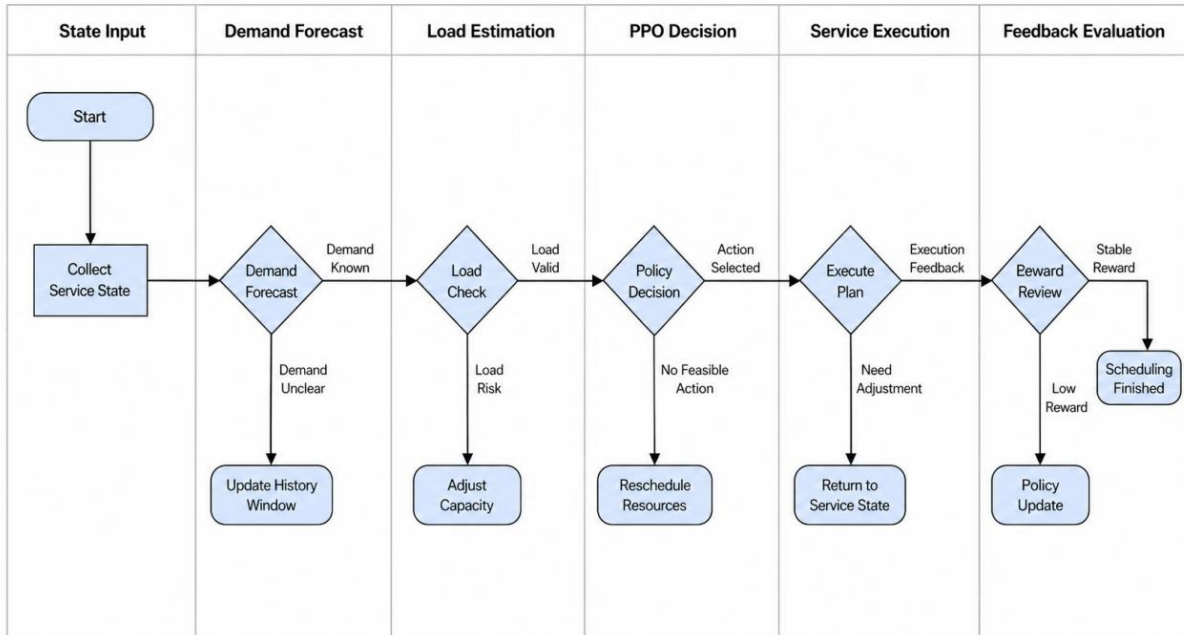 State Input
Demand Forecast
Load Estimation
PPO Decision
Service Execution
Feedback Evaluation
Start
Collect
Service State
Demand
Forecast
Demand
Known
Load
Check
Load
Valid
Policy
Decision
Action
Selected
Execute
Plan
Execution
Feedback
Review
Stable
Reward
Demand
Unclear
Load
Risk
No Feasible
Action
Need
Adjustment
Low
Reward
Scheduling
Finished
Update History
Window
Adjust
Capacity
Reschedule
Resources
Return to
Service State
Policy
Update